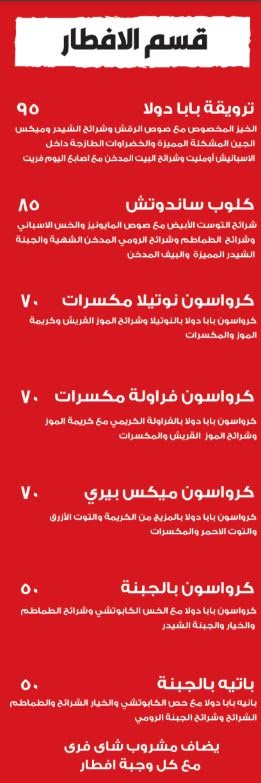 قسم الافطار
ترويقة بابا دولا ٩٥
الخبز المخصوص مع صوص الرقش وشرائح الشيدر وميكس
الجبن المشكلة المميزة والخضراوات الطازجة داخل
الاسبانيش أومليت وشرائح البيت المدخن مع اصابع اليوم فريت
كلوب ساندوتش ٨٥
شرائح التوست الأبيض مع صوص المايونيز والخس الاسباني
وشرائح الطماطم وشرائح الرومي المدخن الشهية والجبنة
الشيدر المميزة والبيف المدخن
كرواسون نوتيلا مكسرات ٧٠
كرواسون بابا دولا بالنوتيلا وشرائح الموز الفريش وكريمة
الموز والمكسرات
كرواسون فراولة مكسرات ٧٠
كرواسون بابا دولا بالفراولة الكريمي مع كريمة الموز
وشرائح الموز الفريش والمكسرات
كرواسون ميكس بيري ٧٠
كرواسون بابا دولا بالمزيج من الكريمة والتوت الأزرق
والتوت الاحمر والمكسرات
كرواسون بالجبنة ٥٠
كرواسون بابا دولا مع الخس الكابوتشي وشرائح الطماطم
والخيار والجبنة الشيدر
باتيه بالجبنة ٥٠
باتيه بابا دولا مع خص الكابوتشي والخيار الشرائح والطماطم
الشرائح وشرائح الجبنة الرومي
يضاف مشروب شاى فرى
مع كل وجبة افطار